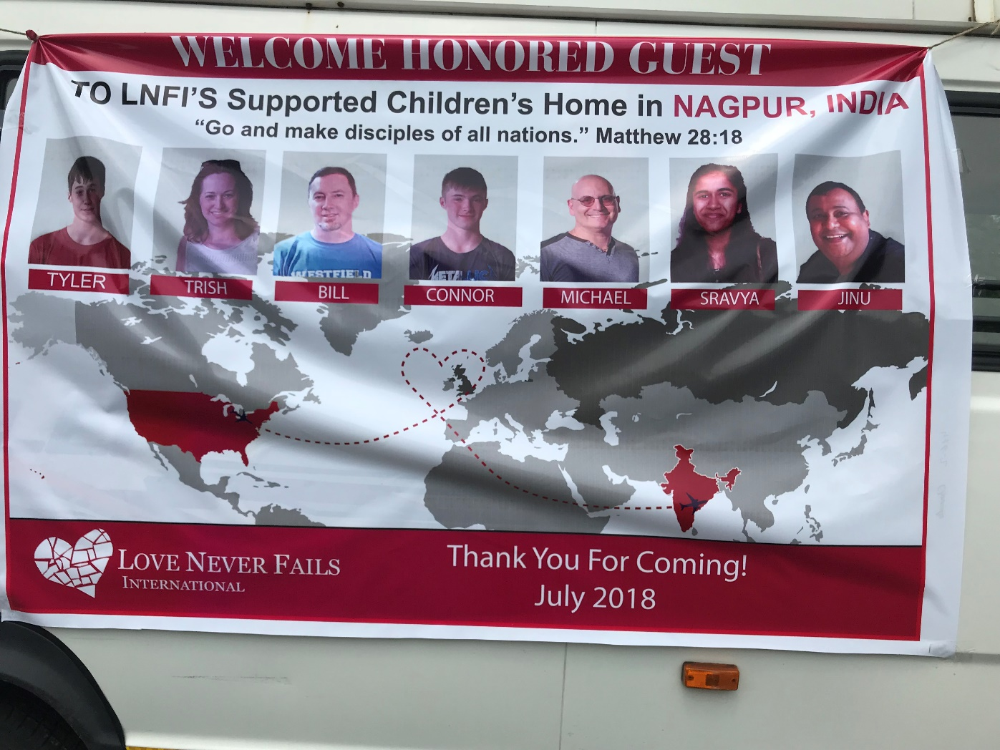 WELCOME HONORED GUEST
TO LNFI'S Supported Children's Home in NAGPUR, INDIA
“Go and make disciples of all nations.” Matthew 28:18
WESTFIELD
METALLICA
TYLER
TRISH
BILL
CONNOR
MICHAEL
SRAVYA
JINU
LOVE NEVER FAILS
INTERNATIONAL
Thank You For Coming!
July 2018